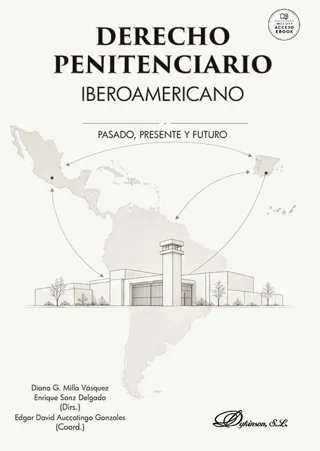 INCLUYE
ACCESO
EBOOK
DERECHO
PENITENCIARIO
IBEROAMERICANO
PASADO, PRESENTE Y FUTURO
Diana G. Milla Vásquez
Enrique Sanz Delgado
(Dirs.)
Edgar David Auccatingo Gonzales
(Coord.)
Dykinson, S.L.